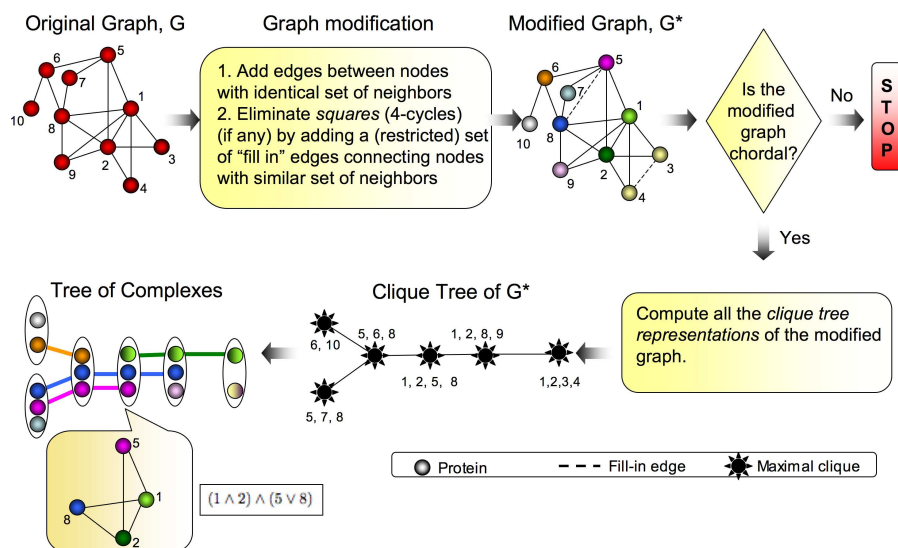 Original Graph, G
Graph modification
Modified Graph, G*
5
6
7
1
10
8
2
3
9
4
1. Add edges between nodes
with identical set of neighbors
2. Eliminate squares (4-cycles)
(if any) by adding a (restricted) set
of “fill in” edges connecting nodes
with similar set of neighbors
5
6
7
1
10
8
2
3
9
4
Is the
modified
graph
chordal?
No
S
T
O
P
Yes
Tree of Complexes
Clique Tree of G*
6, 10
5, 6, 8
1, 2, 8, 9
1, 2, 5, 8
1,2,3,4
5, 7, 8
Compute all the clique tree
representations of the modified
graph.
5
1
8
2
(1 ∧ 2) ∧ (5 ∨ 8)
Protein
Fill-in edge
Maximal clique